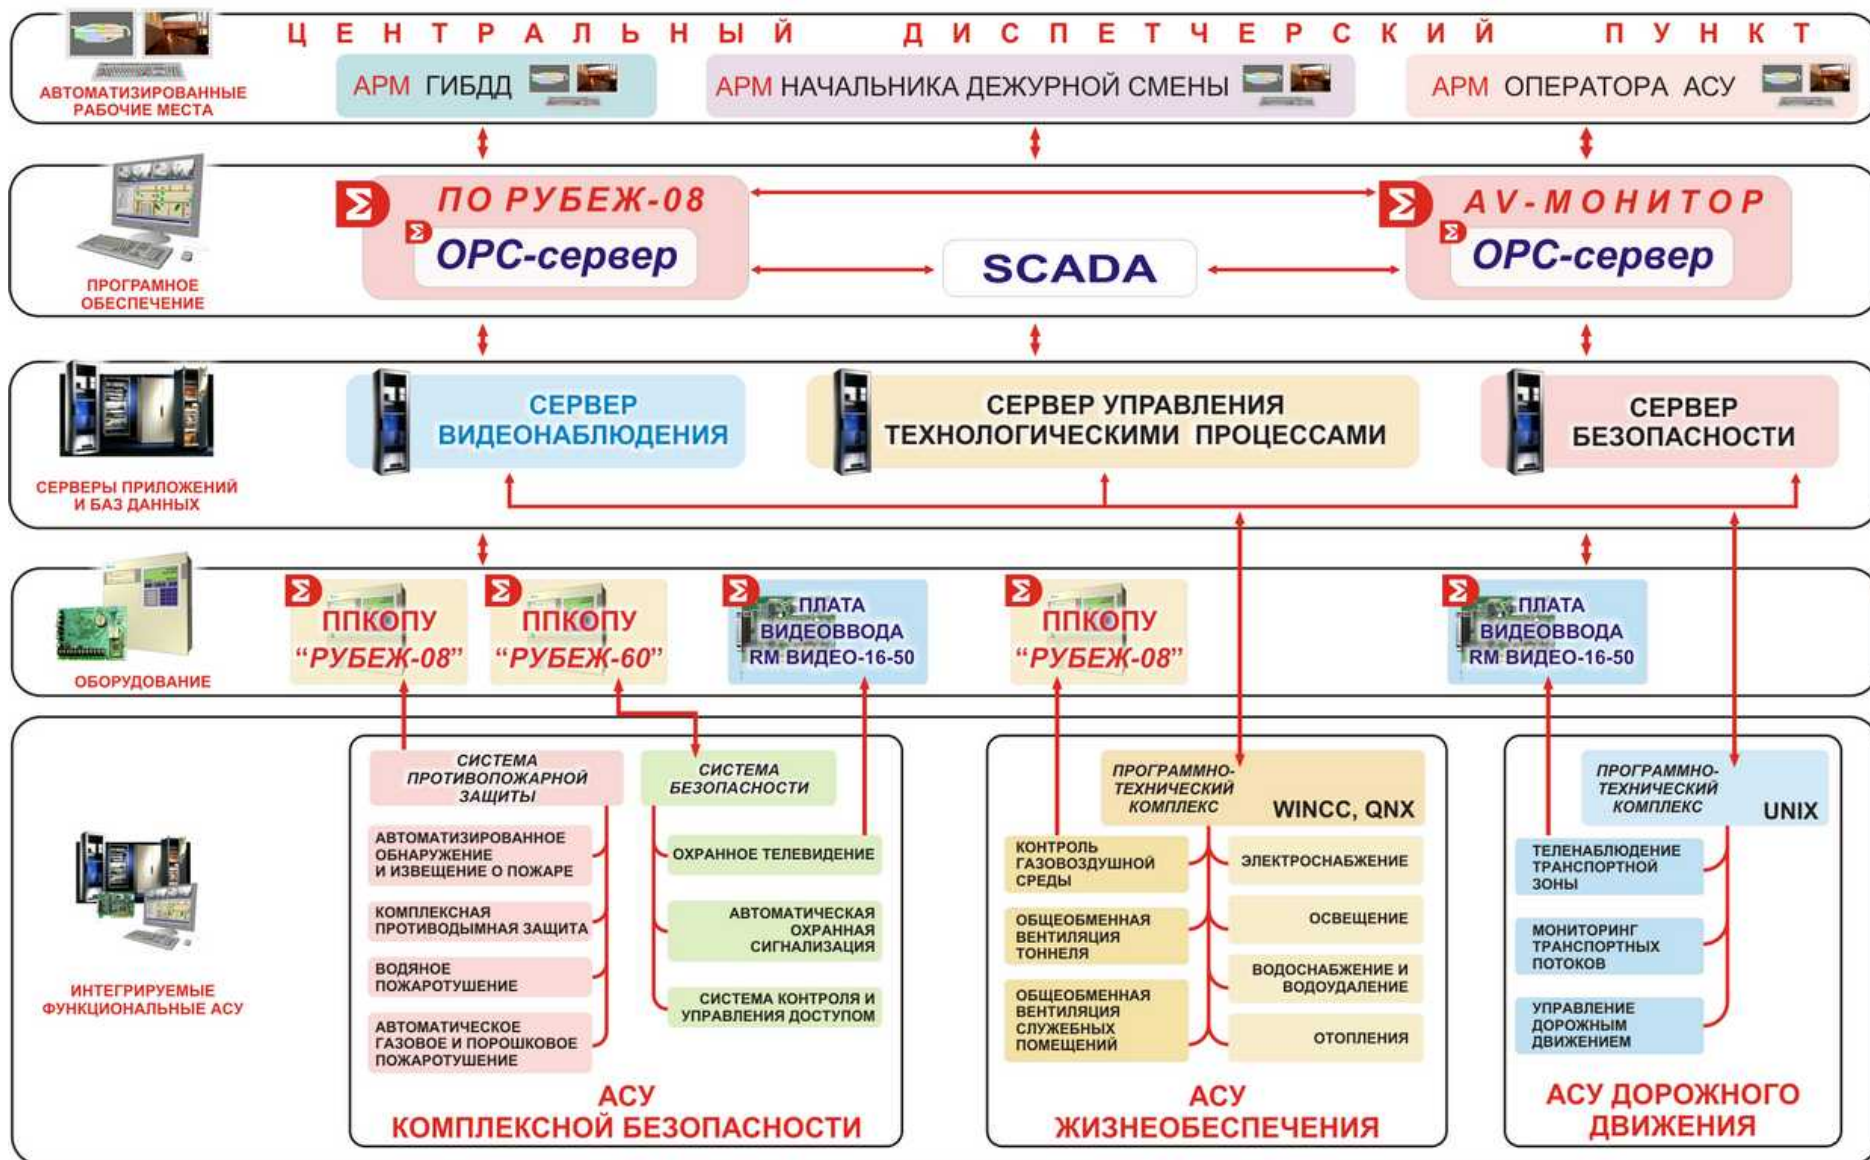 ЦЕНТРАЛЬНЫЙ ДИСПЕТЧЕРСКИЙ ПУНКТ
АВТОМАТИЗИРОВАННЫЕ
РАБОЧИЕ МЕСТА
АРМ ГИБДД
АРМ НАЧАЛЬНИКА ДЕЖУРНОЙ СМЕНЫ
АРМ ОПЕРАТОРА АСУ
ПРОГРАМНОЕ
ОБЕСПЕЧЕНИЕ
Σ
ПО РУБЕЖ-08
Σ
ОРС-сервер
SCADA
Σ
AV-МОНИТОР
Σ
ОРС-сервер
СЕРВЕРЫ ПРИЛОЖЕНИЙ
И БАЗ ДАННЫХ
СЕРВЕР
ВИДЕОНАБЛЮДЕНИЯ
СЕРВЕР УПРАВЛЕНИЯ
ТЕХНОЛОГИЧЕСКИМИ ПРОЦЕССАМИ
СЕРВЕР
БЕЗОПАСНОСТИ
ОБОРУДОВАНИЕ
Σ
ППКОПУ
“РУБЕЖ-08”
Σ
ППКОПУ
“РУБЕЖ-60”
Σ
ПЛАТА
ВИДЕОВВОДА
RM ВИДЕО-16-50
Σ
ППКОПУ
“РУБЕЖ-08”
Σ
ПЛАТА
ВИДЕОВВОДА
RM ВИДЕО-16-50
ИНТЕГРИРУЕМЫЕ
ФУНКЦИОНАЛЬНЫЕ АСУ
СИСТЕМА
ПРОТИВОПОЖАРНОЙ
ЗАЩИТЫ
АВТОМАТИЗИРОВАННОЕ
ОБНАРУЖЕНИЕ
И ИЗВЕЩЕНИЕ О ПОЖАРЕ
КОМПЛЕКСНАЯ
ПРОТИВОДЫМНАЯ ЗАЩИТА
ВОДЯНОЕ
ПОЖАРОТУШЕНИЕ
АВТОМАТИЧЕСКОЕ
ГАЗОВОЕ И ПОРОШКОВОЕ
ПОЖАРОТУШЕНИЕ
СИСТЕМА
БЕЗОПАСНОСТИ
ОХРАННОЕ ТЕЛЕВИДЕНИЕ
АВТОМАТИЧЕСКАЯ
ОХРАННАЯ
СИГНАЛИЗАЦИЯ
СИСТЕМА КОНТРОЛЯ И
УПРАВЛЕНИЯ ДОСТУПОМ
АСУ
КОМПЛЕКСНОЙ БЕЗОПАСНОСТИ
ПРОГРАММНО-
ТЕХНИЧЕСКИЙ
КОМПЛЕКС
WINCC, QNX
КОНТРОЛЬ
ГАЗОВОЗДУШНОЙ
СРЕДЫ
ОБЩЕОБМЕННАЯ
ВЕНТИЛЯЦИЯ
ТОННЕЛЯ
ОБЩЕОБМЕННАЯ
ВЕНТИЛЯЦИЯ
СЛУЖЕБНЫХ
ПОМЕЩЕНИЙ
ЭЛЕКТРОСНАБЖЕНИЕ
ОСВЕЩЕНИЕ
ВОДОСНАБЖЕНИЕ И
ВОДОУДАЛЕНИЕ
ОТОПЛЕНИЯ
АСУ
ЖИЗНЕОБЕСПЕЧЕНИЯ
ПРОГРАММНО-
ТЕХНИЧЕСКИЙ
КОМПЛЕКС
UNIX
ТЕЛЕНАБЛЮДЕНИЕ
ТРАНСПОРТНОЙ
ЗОНЫ
МОНИТОРИНГ
ТРАНСПОРТНЫХ
ПОТОКОВ
УПРАВЛЕНИЕ
ДОРОЖНЫМ
ДВИЖЕНИЕМ
АСУ ДОРОЖНОГО
ДВИЖЕНИЯ